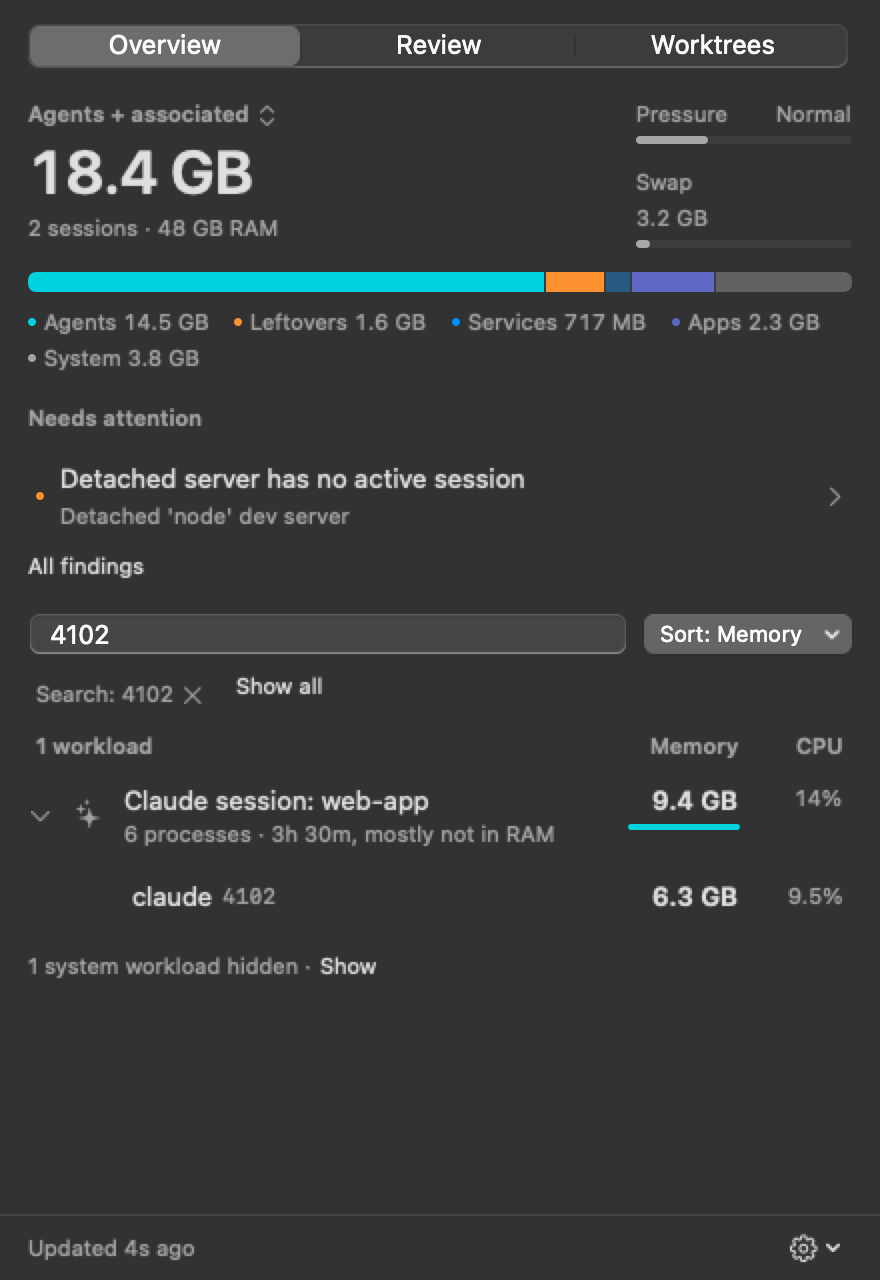 Overview Review Worktrees
Agents + associated
18.4 GB
2 sessions · 48 GB RAM
Pressure Normal
Swap
3.2 GB
Agents 14.5 GB Leftovers 1.6 GB Services 717 MB Apps 2.3 GB
System 3.8 GB
Needs attention
Detached server has no active session
Detached 'node' dev server
All findings
4102 Sort: Memory
Search: 4102 Show all
1 workload Memory CPU
Claude session: web-app 9.4 GB 14%
6 processes · 3h 30m, mostly not in RAM
claude 4102 6.3 GB 9.5%
1 system workload hidden · Show
Updated 4s ago